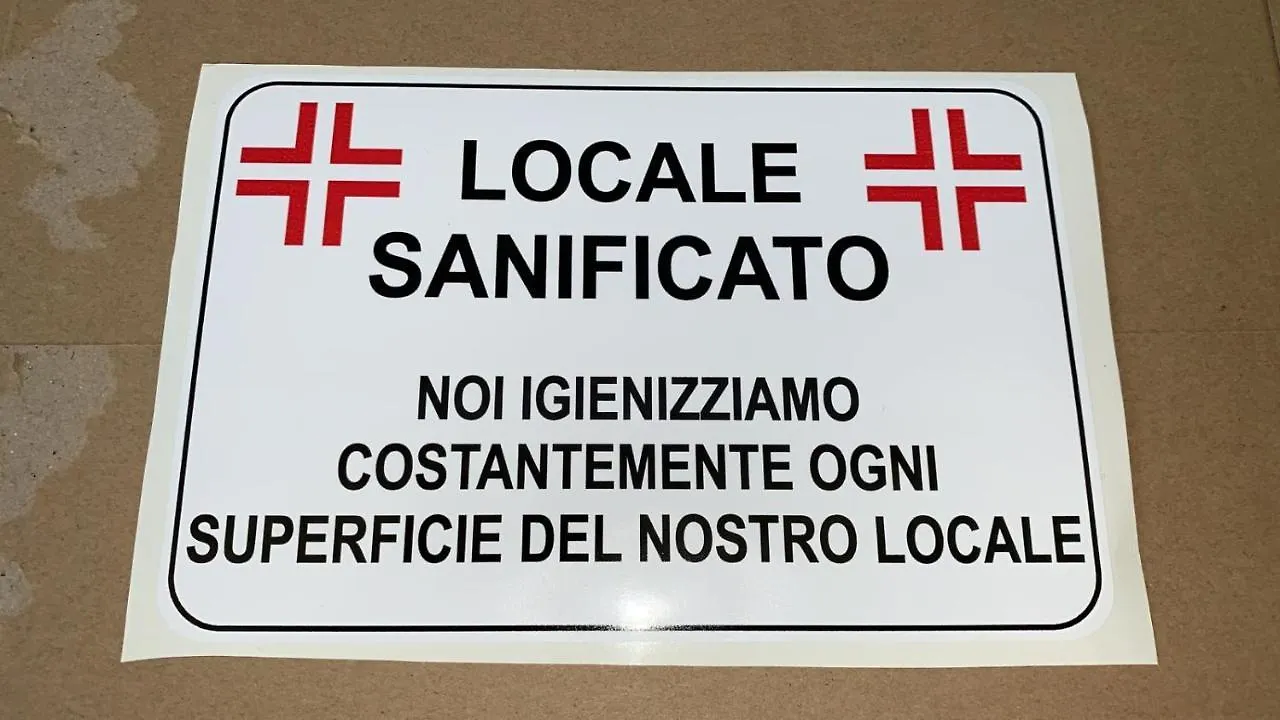 LOCALE
SANIFICATO
NOI IGIENIZZIAMO
COSTANTEMENTE OGNI
SUPERFICIE DEL NOSTRO LOCALE